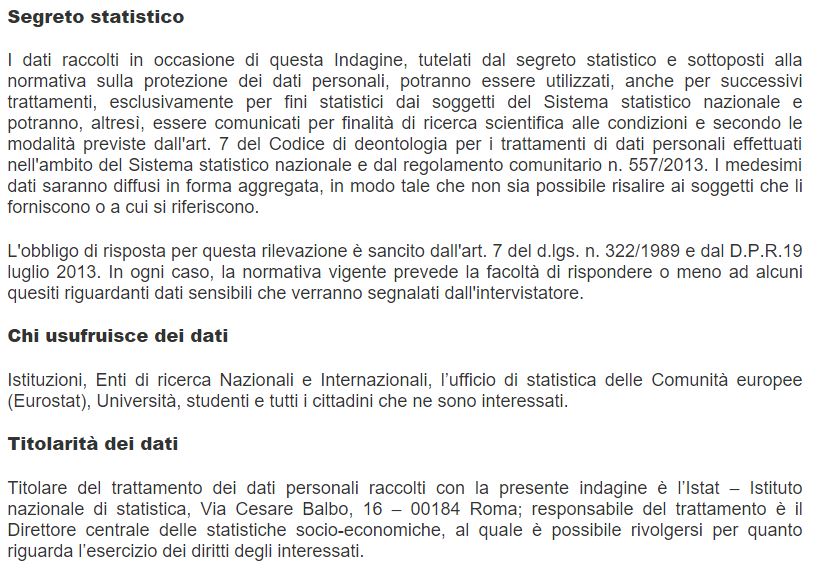 Segreto statistico
I dati raccolti in occasione di questa Indagine, tutelati dal segreto statistico e sottoposti alla
normativa sulla protezione dei dati personali, potranno essere utilizzati, anche per successivi
trattamenti, esclusivamente per fini statistici dai soggetti del Sistema statistico nazionale e
potranno, altresì, essere comunicati per finalità di ricerca scientifica alle condizioni e secondo le
modalità previste dall'art. 7 del Codice di deontologia per i trattamenti di dati personali effettuati
nell'ambito del Sistema statistico nazionale e dal regolamento comunitario n. 557/2013. I medesimi
dati saranno diffusi in forma aggregata, in modo tale che non sia possibile risalire ai soggetti che li
forniscono o a cui si riferiscono.
L'obbligo di risposta per questa rilevazione è sancito dall'art. 7 del d.lgs. n. 322/1989 e dal D.P.R.19
luglio 2013. In ogni caso, la normativa vigente prevede la facoltà di rispondere o meno ad alcuni
quesiti riguardanti dati sensibili che verranno segnalati dall'intervistatore.
Chi usufruisce dei dati
Istituzioni, Enti di ricerca Nazionali e Internazionali, l’ufficio di statistica delle Comunità europee
(Eurostat), Università, studenti e tutti i cittadini che ne sono interessati.
Titolarità dei dati
Titolare del trattamento dei dati personali raccolti con la presente indagine è l’Istat – Istituto
nazionale di statistica, Via Cesare Balbo, 16 – 00184 Roma; responsabile del trattamento è il
Direttore centrale delle statistiche socio-economiche, al quale è possibile rivolgersi per quanto
riguarda l’esercizio dei diritti degli interessati.